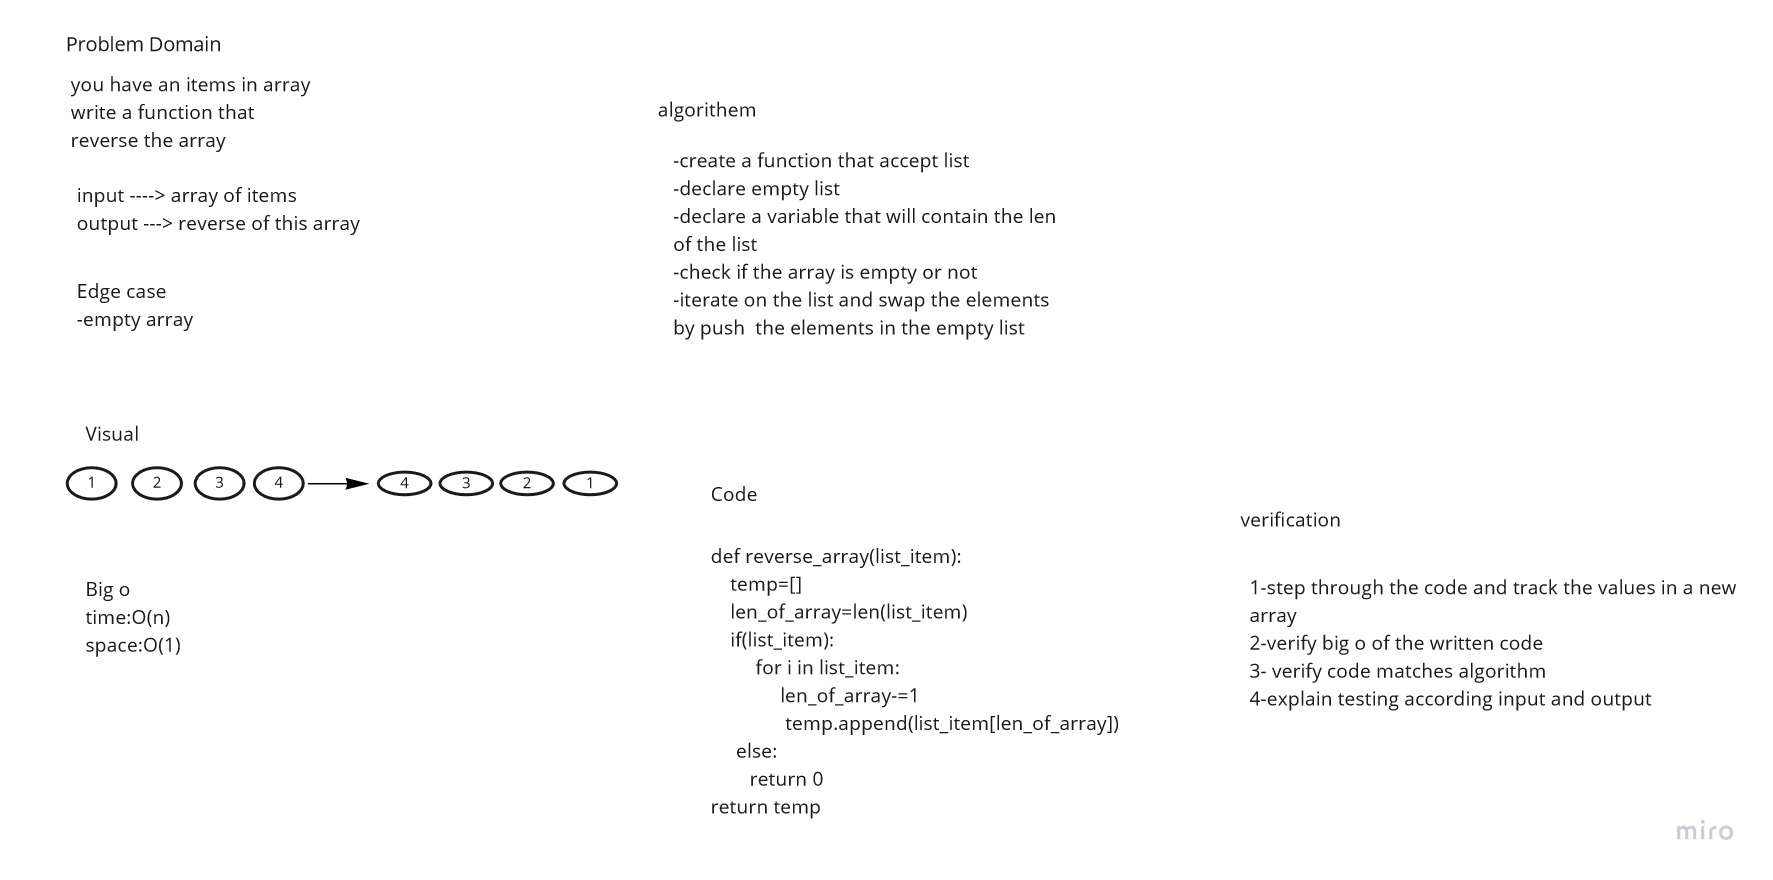 Problem Domain
you have an items in array
write a function that
reverse the array
input ----> array of items
output ---> reverse of this array
Edge case
-empty array
algorithem
-create a function that accept list
-declare empty list
-declare a variable that will contain the len
of the list
-check if the array is empty or not
-iterate on the list and swap the elements
by push  the elements in the empty list
Visual
1 2 3 4 4 3 2 1
Big o
time:O(n)
space:O(1)
Code
def reverse_array(list_item):
temp=[]
len_of_array=len(list_item)
if(list_item):
for i in list_item:
len_of_array-=1
temp.append(list_item[len_of_array])
else:
return 0
return temp
verification
1-step through the code and track the values in a new
array
2-verify big o of the written code
3- verify code matches algorithm
4-explain testing according input and output
miro